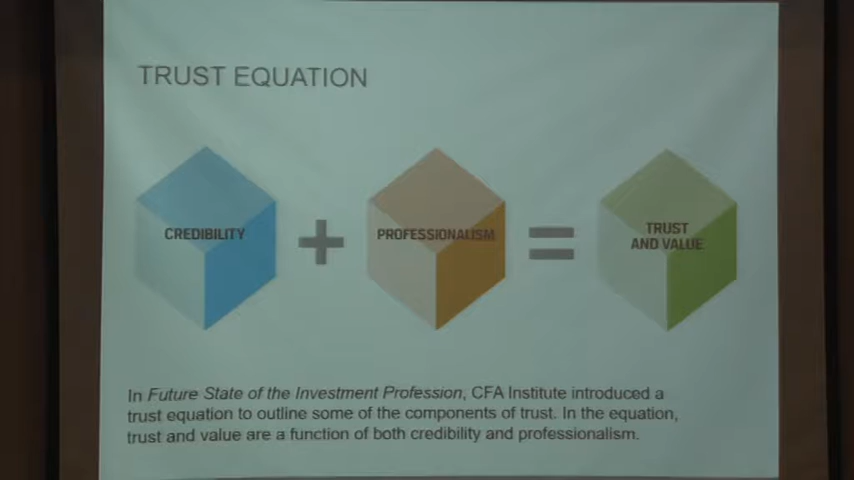 TRUST EQUATION
CREDIBILITY + PROFESSIONALISM = TRUST
AND VALUE
In Future State of the Investment Profession, CFA Institute introduced a
trust equation to outline some of the components of trust. In the equation,
trust and value are a function of both credibility and professionalism.